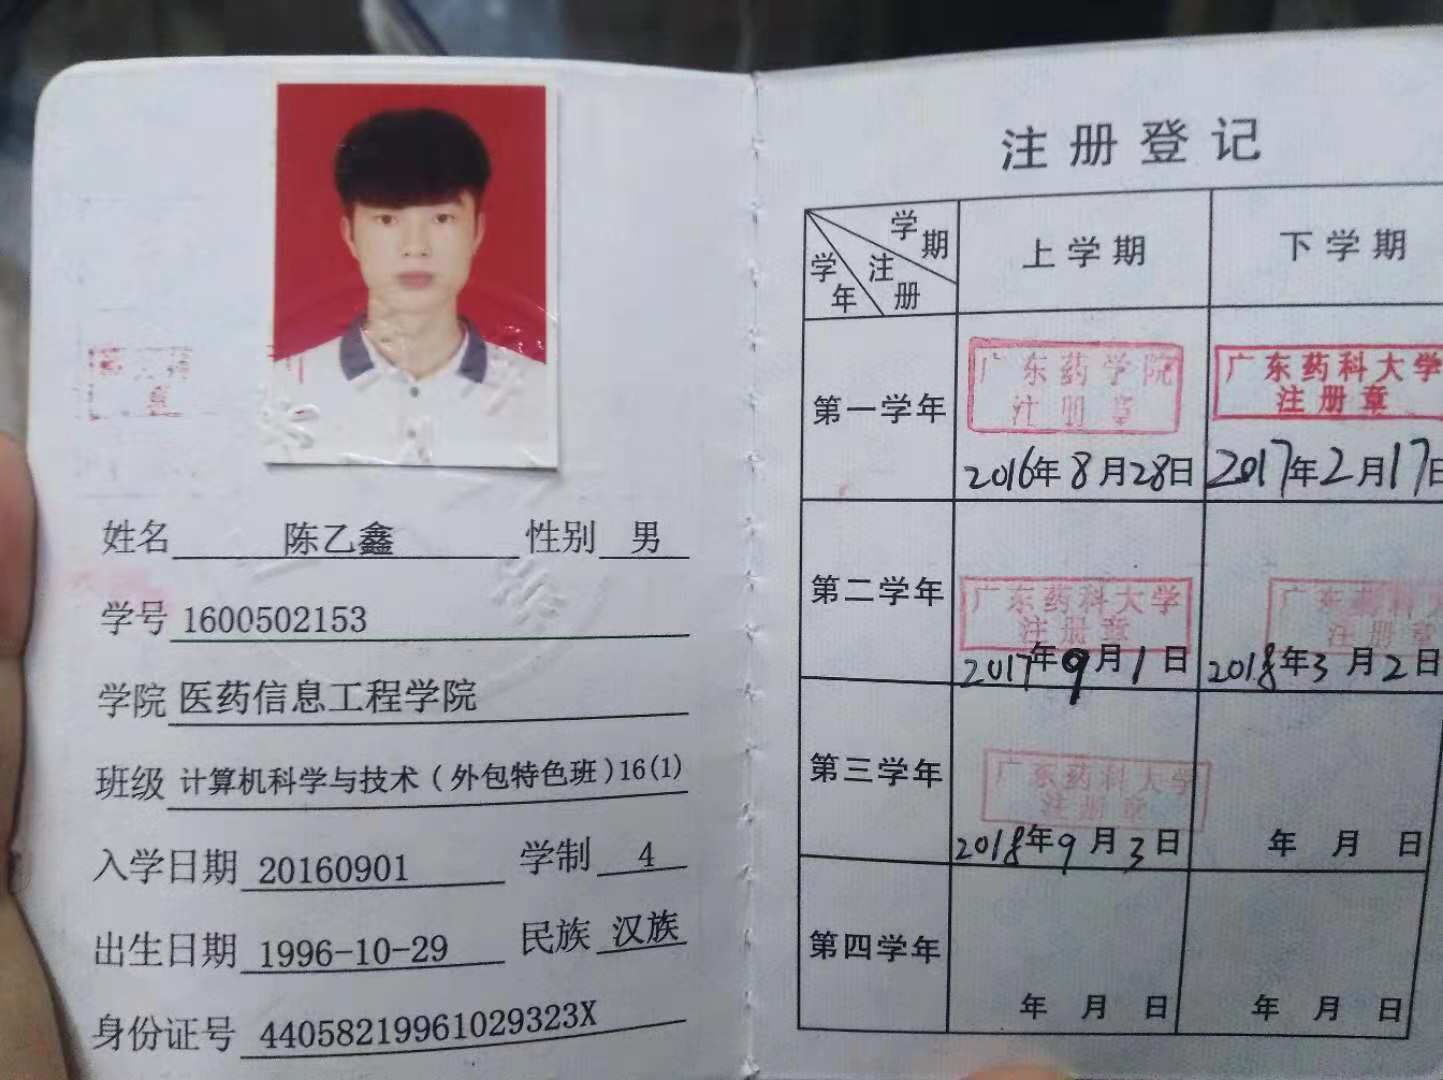 姓名 陈乙鑫 性别 男
学号 1600502153
学院 医药信息工程学院
班级 计算机科学与技术（外包特色班）16(1)
入学日期 20160901 学制 4
出生日期 1996-10-29 民族 汉族
身份证号 44058219961029323X
注册登记
学期
注册
学年
上学期
下学期
第一学年
广东药学院
注册章
2016年8月28日
广东药科大学
注册章
2017年2月17日
第二学年
广东药科大学
注册章
2017年9月1日
广东药科大
注册章
2018年3月2日
第三学年
广东药科大学
注册章
2018年9月3日
年 月 日
第四学年
年 月 日
年 月 日